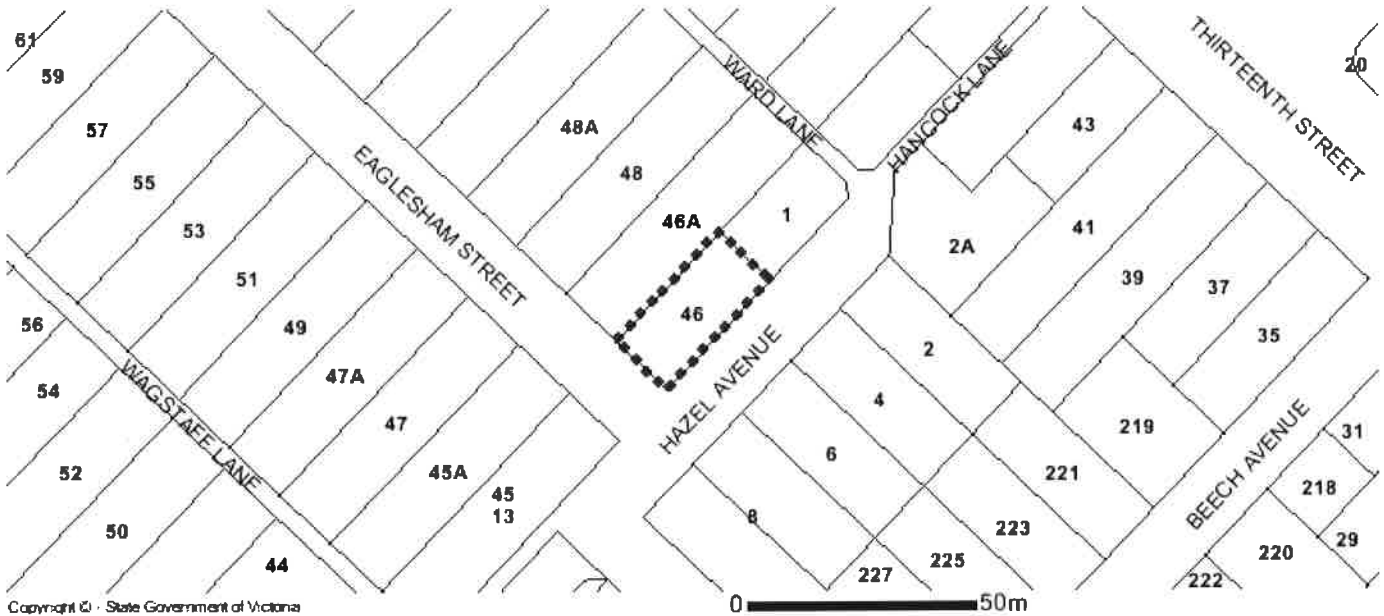 61
59
57
55
53
51
49
47A
47
45A
45
13
56
54
52
50
44
WAGSTAFF LANE
EAGLESHAM STREET
48A
48
46A
46
1
WARD LANE
HANCOCK LANE
HAZEL AVENUE
THIRTEENTH STREET
20
43
2A
41
39
37
35
2
4
6
8
219
221
223
225
227
BEECH AVENUE
31
218
29
220
222
Copyright © - State Government of Victoria
0 50m